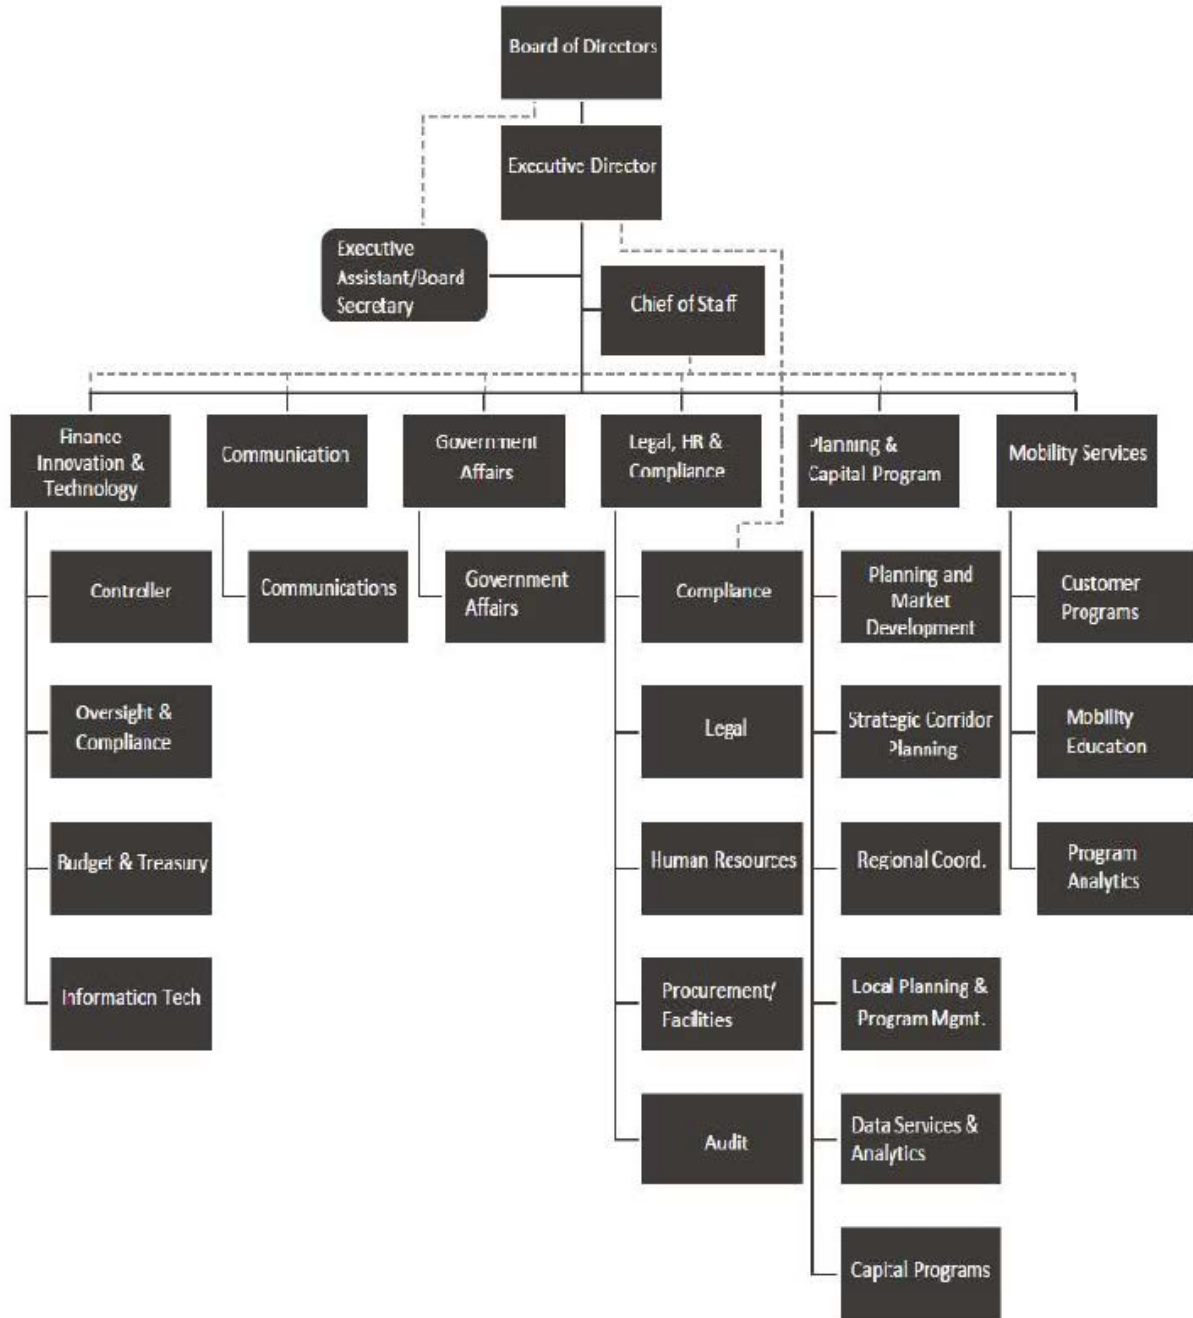 Board of Directors
Executive Director
Executive
Assistant/Board
Secretary
Chief of Staff
Finance
Innovation &
Technology
Communication
Government
Affairs
Legal, HR &
Compliance
Planning &
Capital Program
Mobility Services
Controller
Communications
Government
Affairs
Compliance
Planning and
Market
Development
Customer
Programs
Oversight &
Compliance
Legal
Strategic Corridor
Planning
Mobility
Education
Budget & Treasury
Human Resources
Regional Coord.
Program
Analytics
Information Tech
Procurement/
Facilities
Local Planning &
Program Mgmt.
Audit
Data Services &
Analytics
Capital Programs